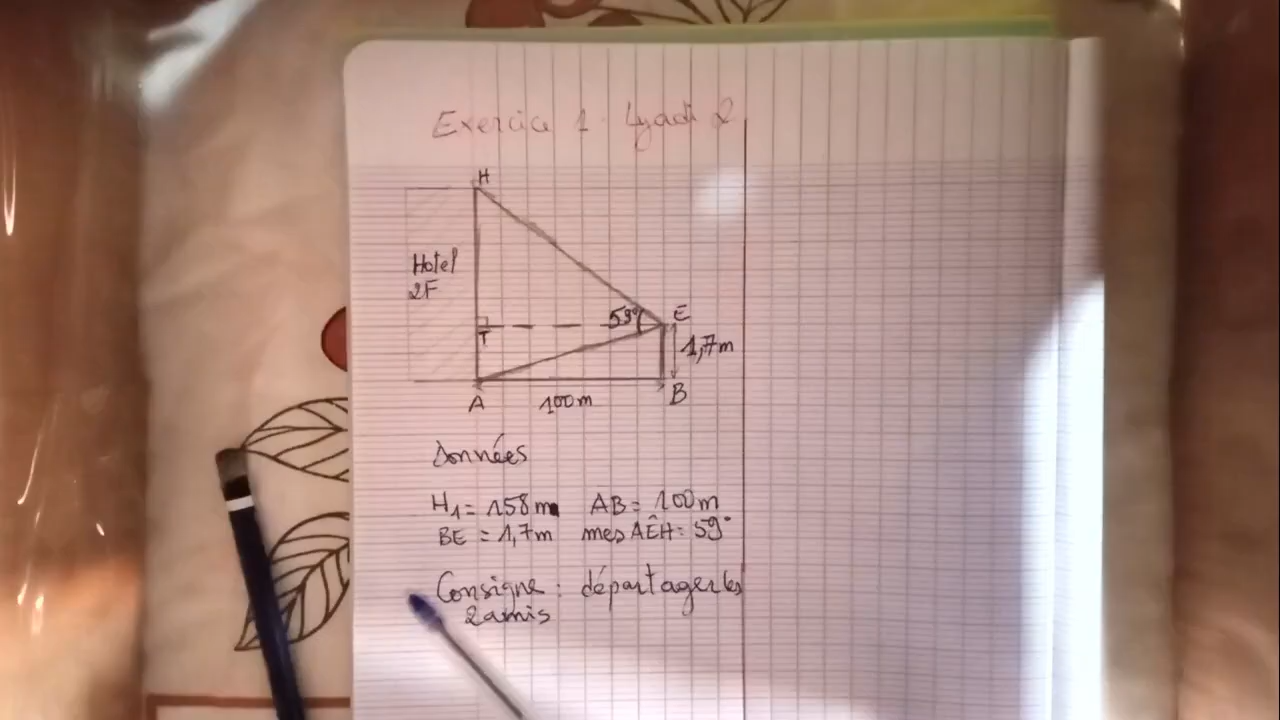 Exercice 1 Lyadi 2
H
Hotel
2F
59°
E
T
1,7m
A
100m
B
Données
H1 = 158m AB = 100m
BE = 1,7m mes AÊH = 59°
Consigne : départager les
2 amis